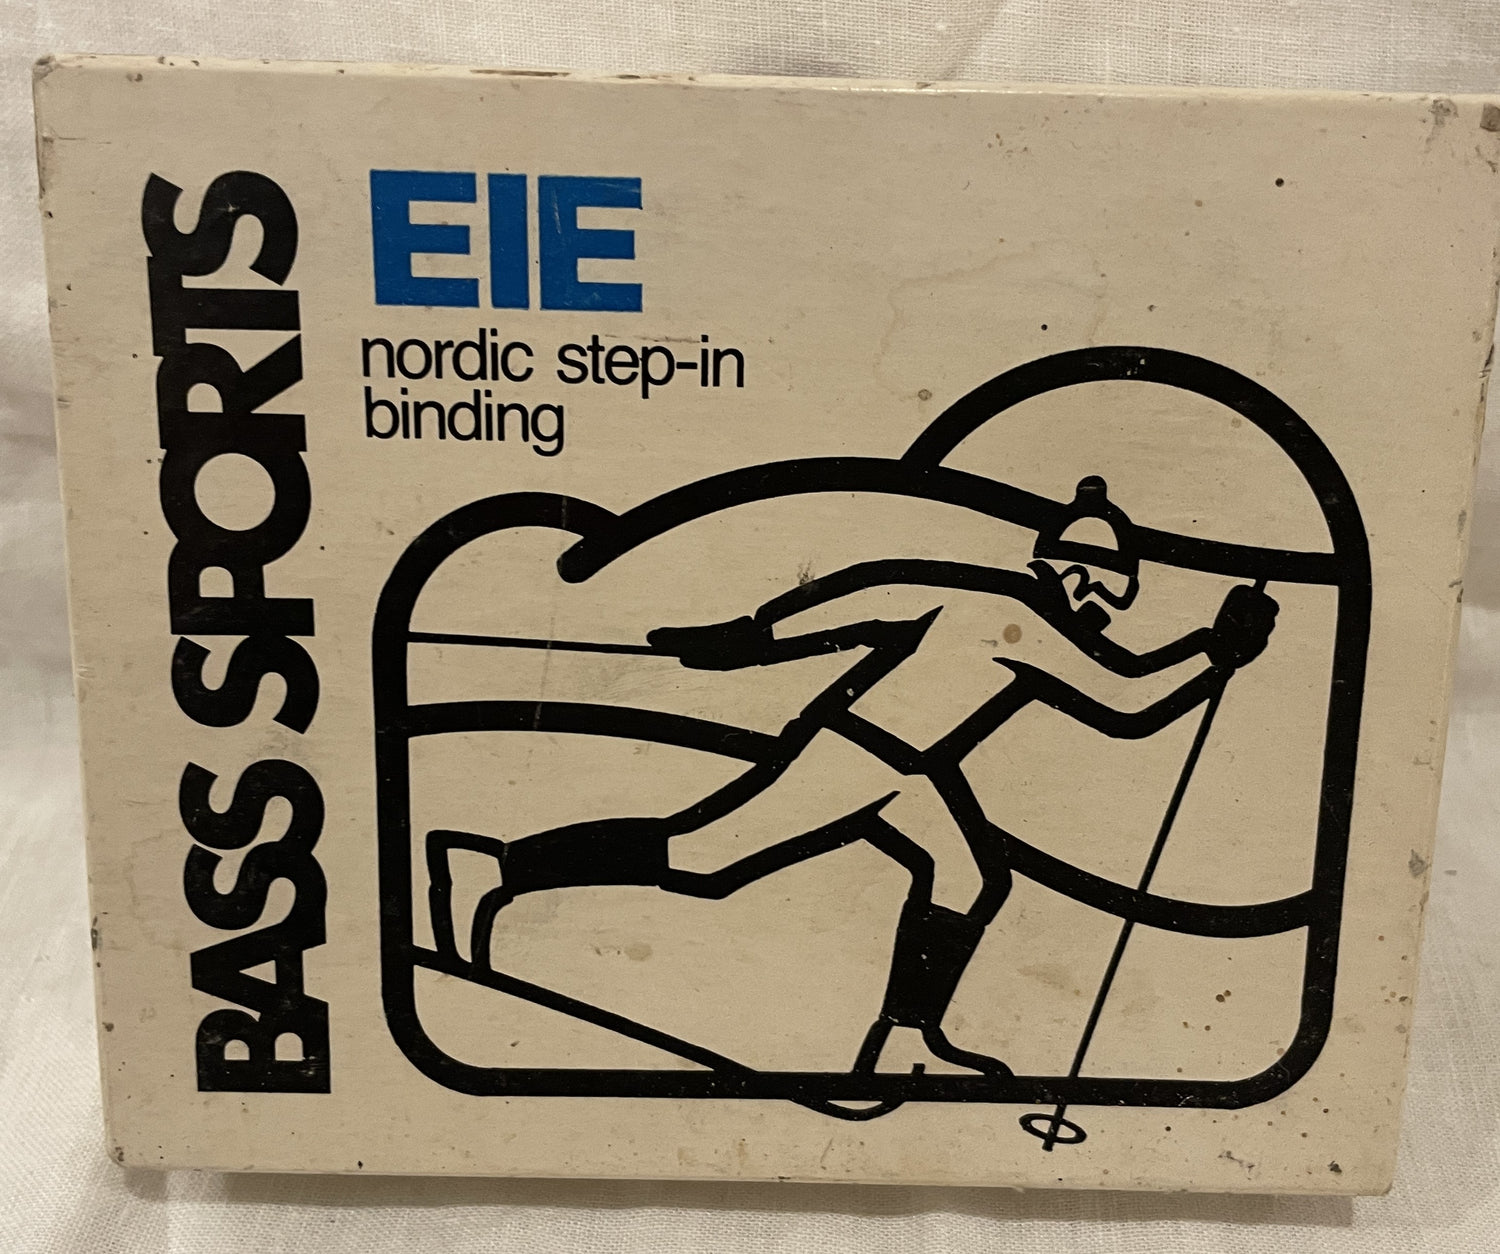 BASS SPORTS
EIE
nordic step-in
binding